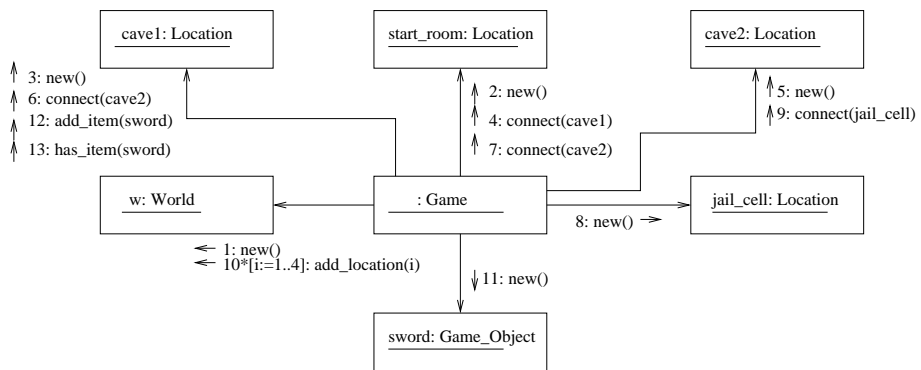 cave1: Location
start_room: Location
cave2: Location
3: new()
6: connect(cave2)
12: add_item(sword)
13: has_item(sword)
2: new()
4: connect(cave1)
7: connect(cave2)
5: new()
9: connect(jail_cell)
w: World
: Game
jail_cell: Location
8: new()
1: new()
10*[i:=1..4]: add_location(i)
11: new()
sword: Game_Object